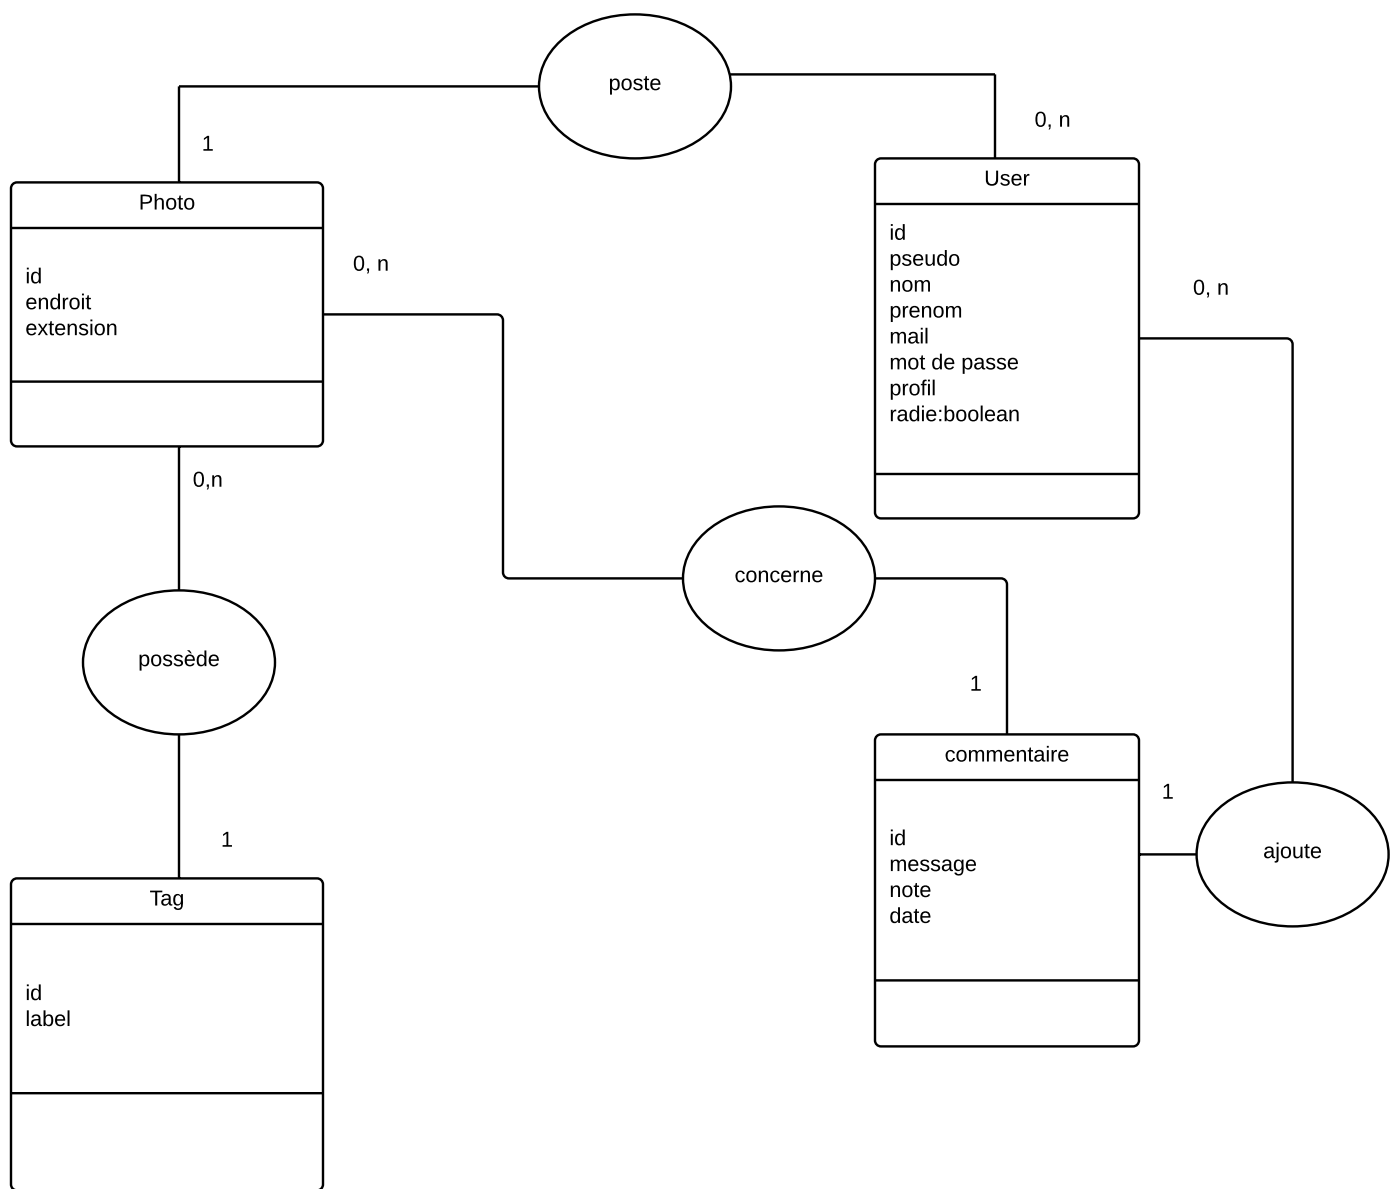 poste
1
0, n
Photo
id
endroit
extension
0, n
User
id
pseudo
nom
prenom
mail
mot de passe
profil
radie:boolean
0, n
0,n
possède
concerne
1
1
Tag
id
label
commentaire
id
message
note
date
1
ajoute